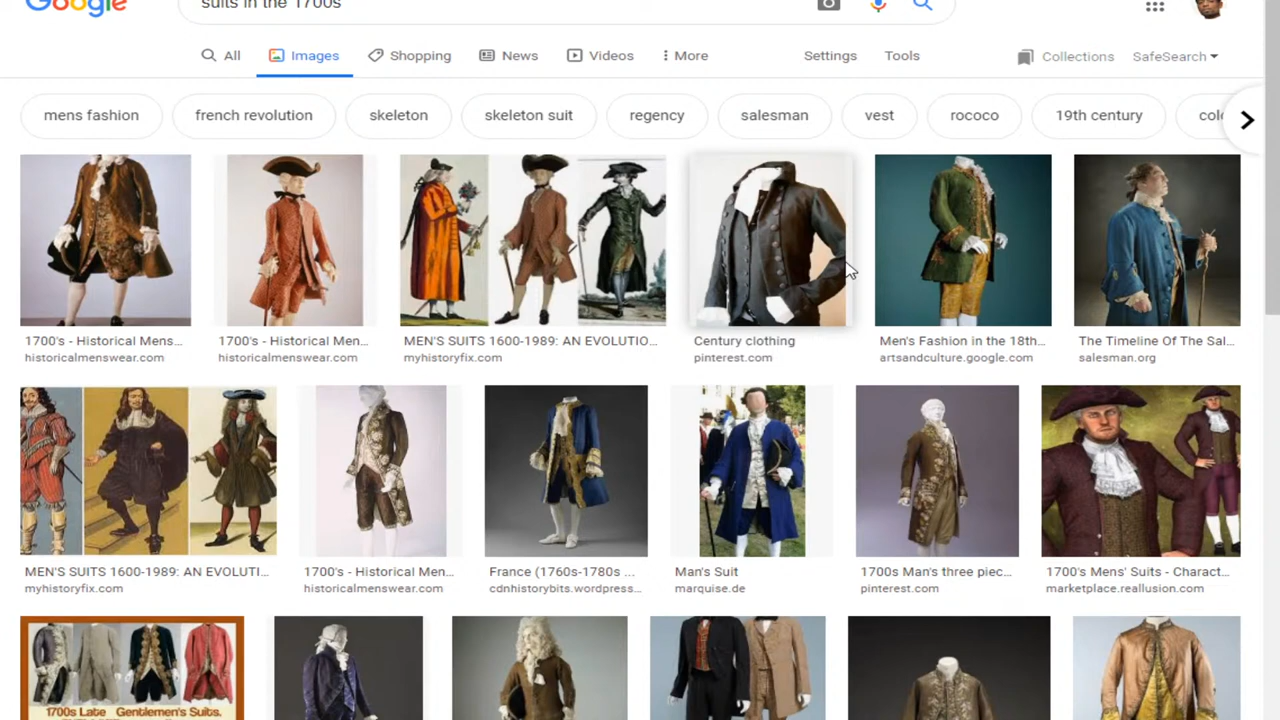 Google
suits in the 1700s
All
Images
Shopping
News
Videos
More
Settings
Tools
Collections
SafeSearch
mens fashion
french revolution
skeleton
skeleton suit
regency
salesman
vest
rococo
19th century
1700's - Historical Mens...
historicalmenswear.com
1700's - Historical Men...
historicalmenswear.com
MEN'S SUITS 1600-1989: AN EVOLUTIO...
myhistoryfix.com
Century clothing
pinterest.com
Men's Fashion in the 18th...
artsandculture.google.com
The Timeline Of The Sal...
salesman.org
MEN'S SUITS 1600-1989: AN EVOLUTI...
myhistoryfix.com
1700's - Historical Men...
historicalmenswear.com
France (1760s-1780s ...
cdnhistorybits.wordpress...
Man's Suit
marquise.de
1700s Man's three piec...
pinterest.com
1700's Mens' Suits - Charact...
marketplace.reallusion.com
1700s Late Gentlemen's Suits.